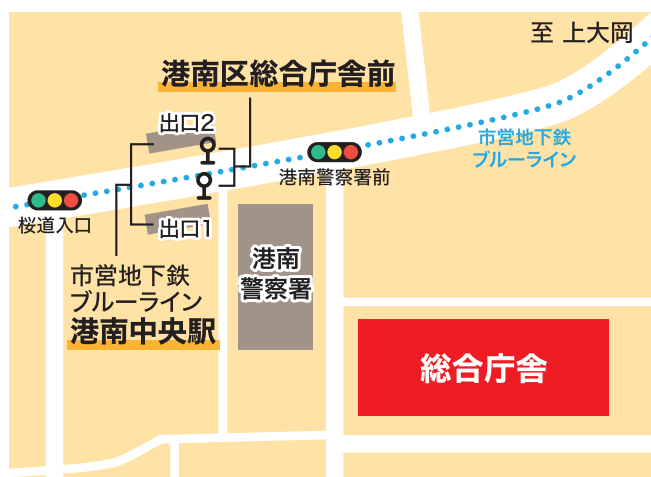 至 上大岡
港南区総合庁舎前
出口2
市営地下鉄
ブルーライン
港南警察署前
桜道入口
出口1
港南
警察署
市営地下鉄
ブルーライン
港南中央駅
総合庁舎